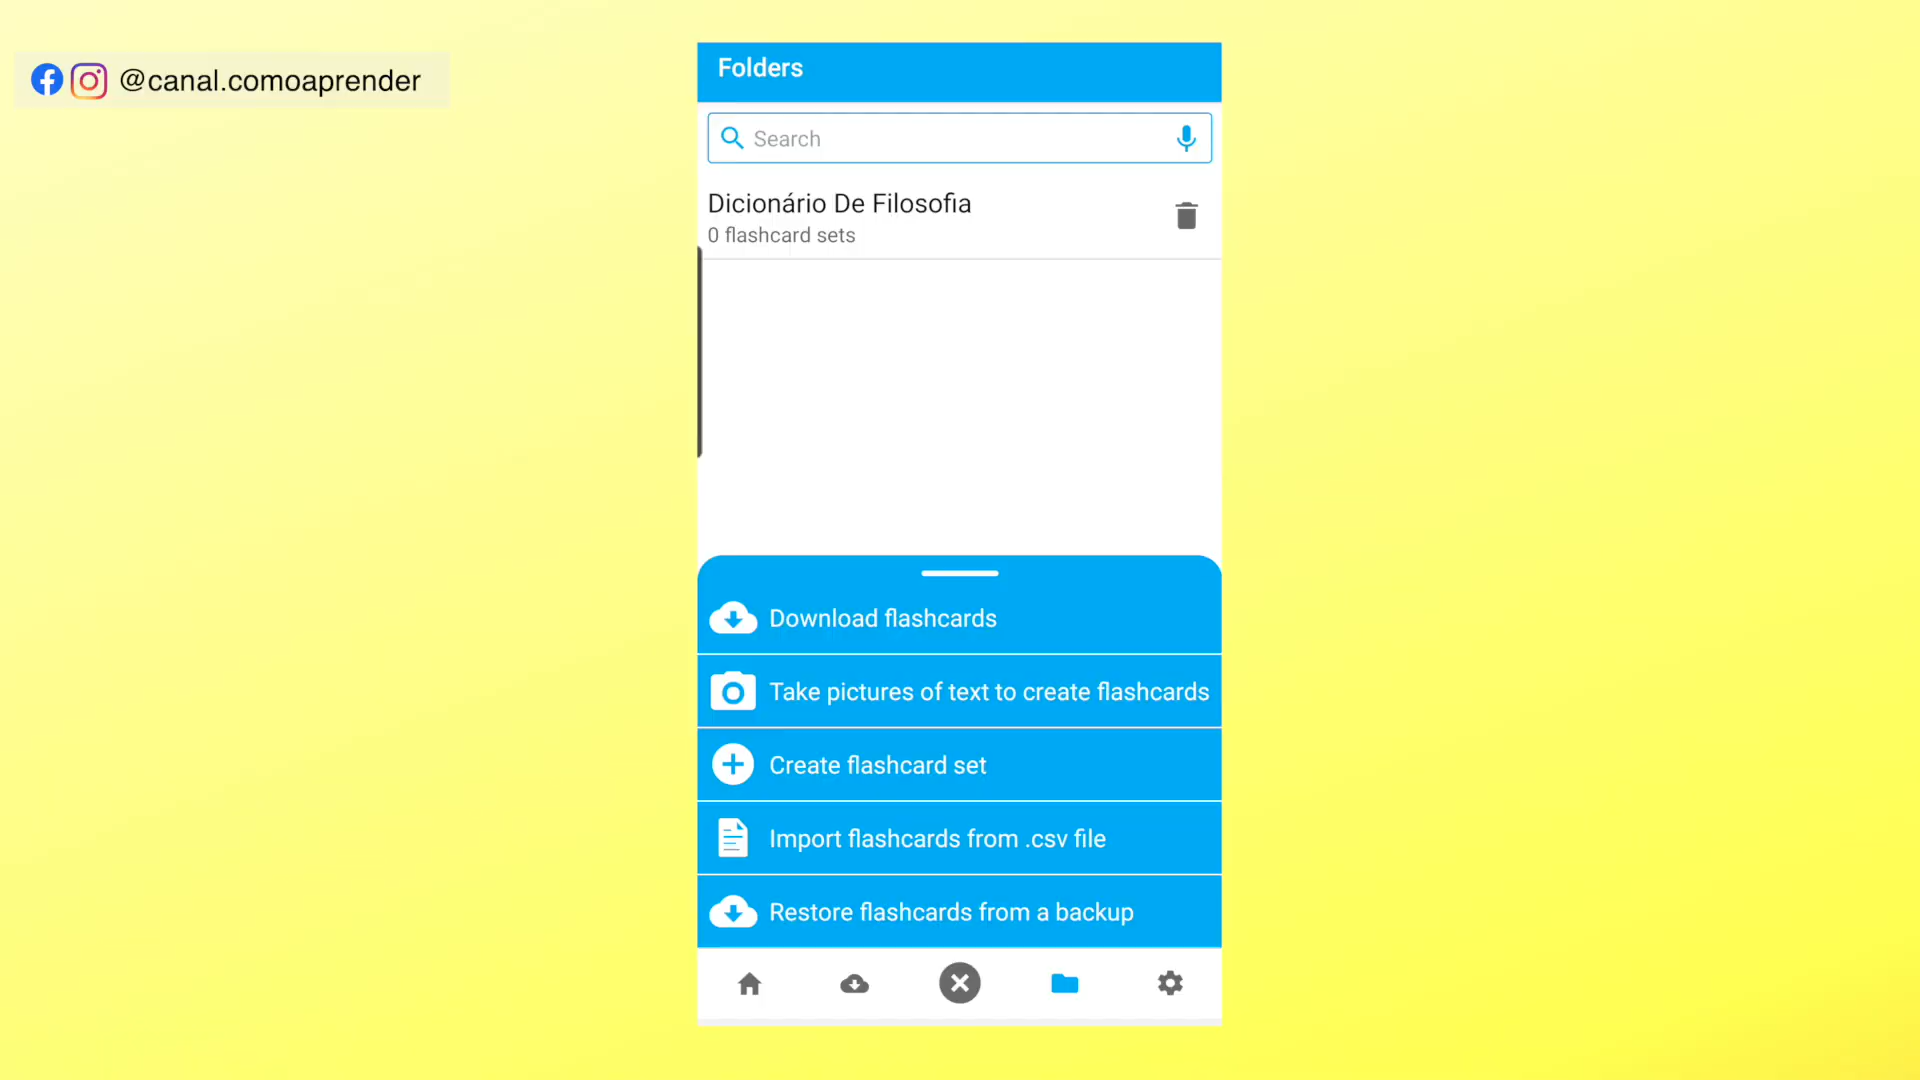 @canal.comoaprender
Folders
Search
Dicionário De Filosofia
0 flashcard sets
Download flashcards
Take pictures of text to create flashcards
Create flashcard set
Import flashcards from .csv file
Restore flashcards from a backup